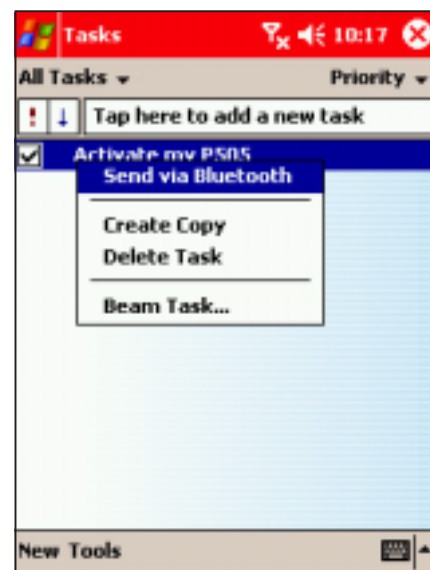 Tasks 10:17
All Tasks Priority
! ↓ Tap here to add a new task
Activate my P505
Send via Bluetooth
Create Copy
Delete Task
Beam Task...
New Tools